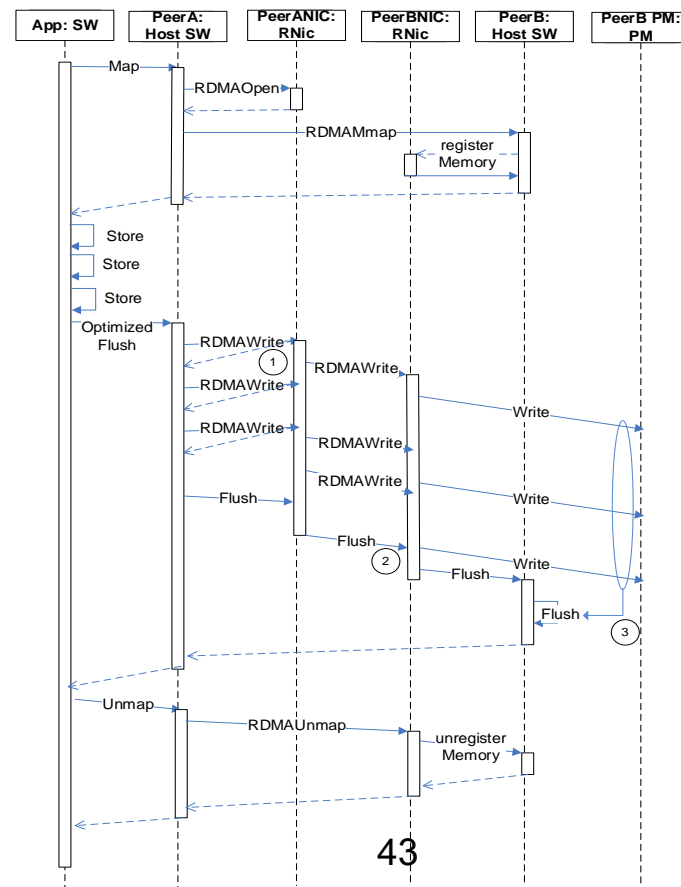 App: SW
PeerA:
Host SW
PeerANIC:
RNic
PeerBNIC:
RNic
PeerB:
Host SW
PeerB PM:
PM
Map
RDMAOpen
RDMAMmap
register
Memory
Store
Store
Store
Optimized
Flush
RDMAWrite
1
RDMAWrite
RDMAWrite
Write
RDMAWrite
RDMAWrite
RDMAWrite
Flush
Write
Flush
2
Write
Flush
Flush
3
Unmap
RDMAUnmap
unregister
Memory
43